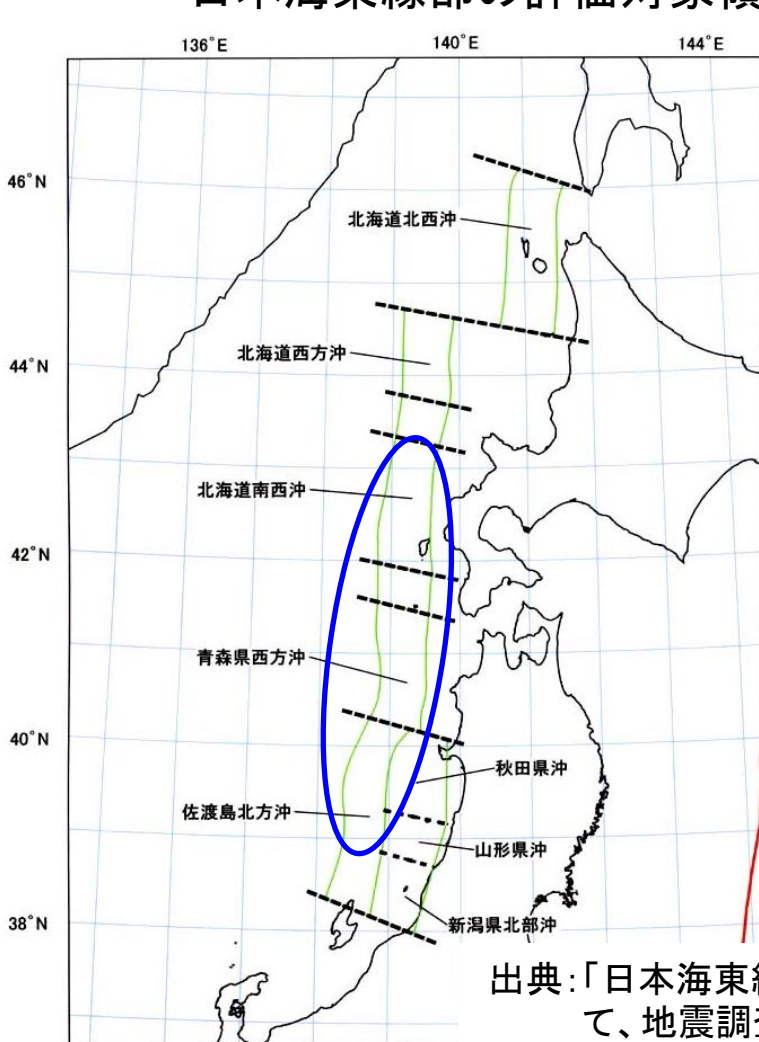 日本海東縁部の評価対象領
136°E 140°E 144°E
46°N
北海道北西沖
北海道西方沖
44°N
北海道南西沖
42°N
青森県西方沖
40°N
秋田県沖
佐渡島北方沖
山形県沖
新潟県北部沖
38°N
出典:「日本海東縁
て、地震調査